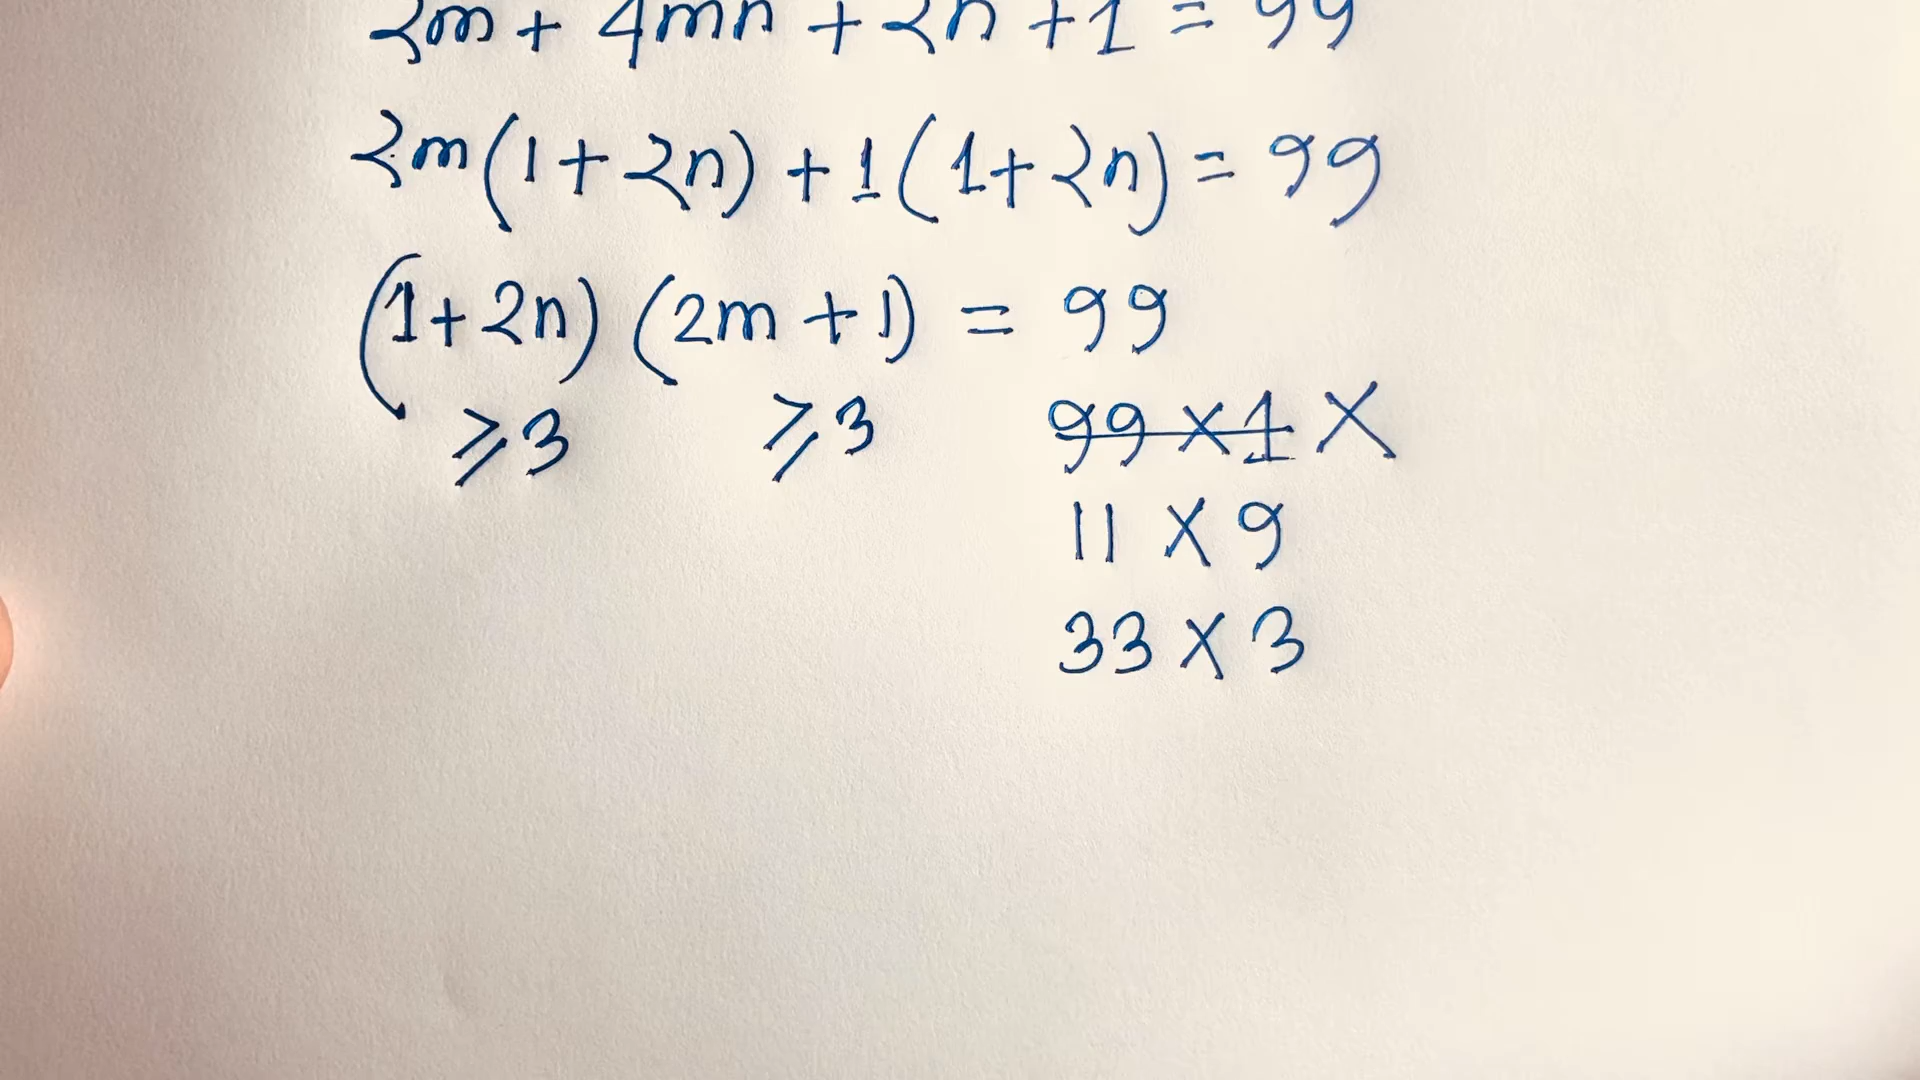 2m + 4mn + 2n + 1 = 99
2m(1 + 2n) + 1(1 + 2n) = 99
(1 + 2n) (2m + 1) = 99
≥3 ≥3 99 × 1 ×
11 × 9
33 × 3